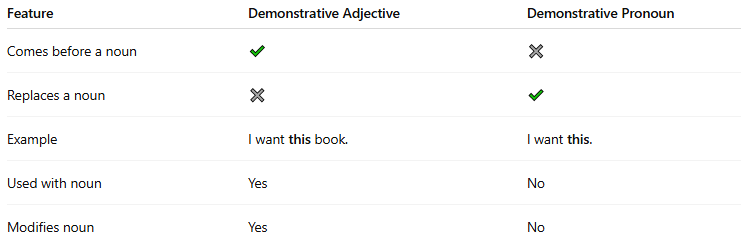 Feature Demonstrative Adjective Demonstrative Pronoun
Comes before a noun ✔ ✖
Replaces a noun ✖ ✔
Example I want this book. I want this.
Used with noun Yes No
Modifies noun Yes No